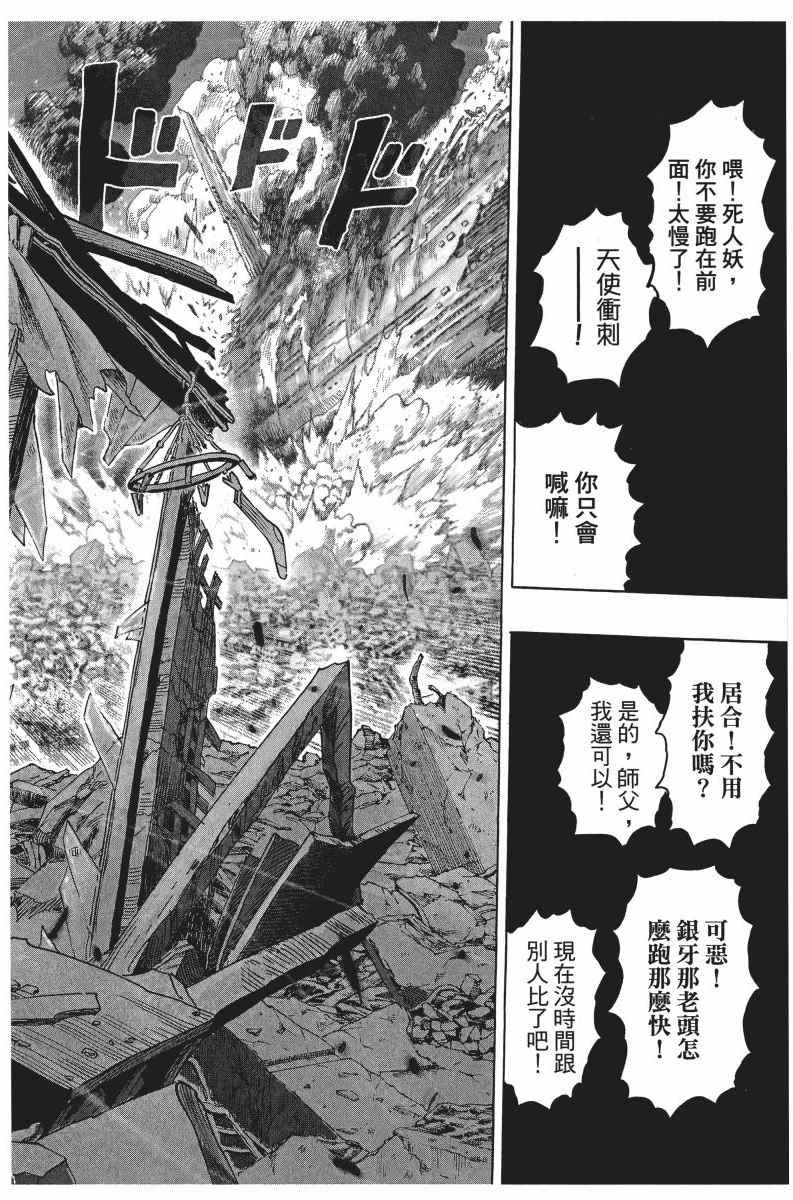 喂！死人妖，
你不要跑在前
面！太慢了！
天使衝刺
——！
你只會
喊嘛！
居合！不用
我扶你嗎？
是的，師父，
我還可以！
可惡！
銀牙那老頭怎
麼跑那麼快！
現在沒時間跟
別人比了吧！
ドドド